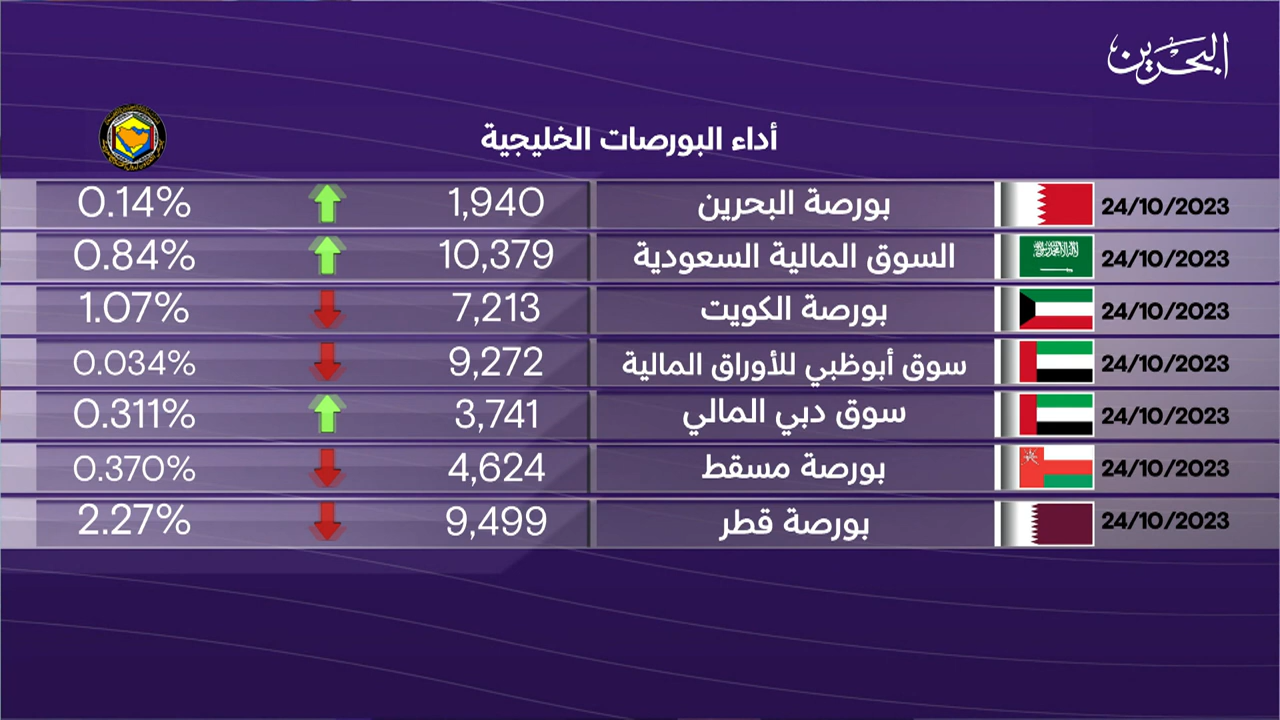 البحرين
أداء البورصات الخليجية
24/10/2023 بورصة البحرين 1,940 0.14%
24/10/2023 السوق المالية السعودية 10,379 0.84%
24/10/2023 بورصة الكويت 7,213 1.07%
24/10/2023 سوق أبوظبي للأوراق المالية 9,272 0.034%
24/10/2023 سوق دبي المالي 3,741 0.311%
24/10/2023 بورصة مسقط 4,624 0.370%
24/10/2023 بورصة قطر 9,499 2.27%